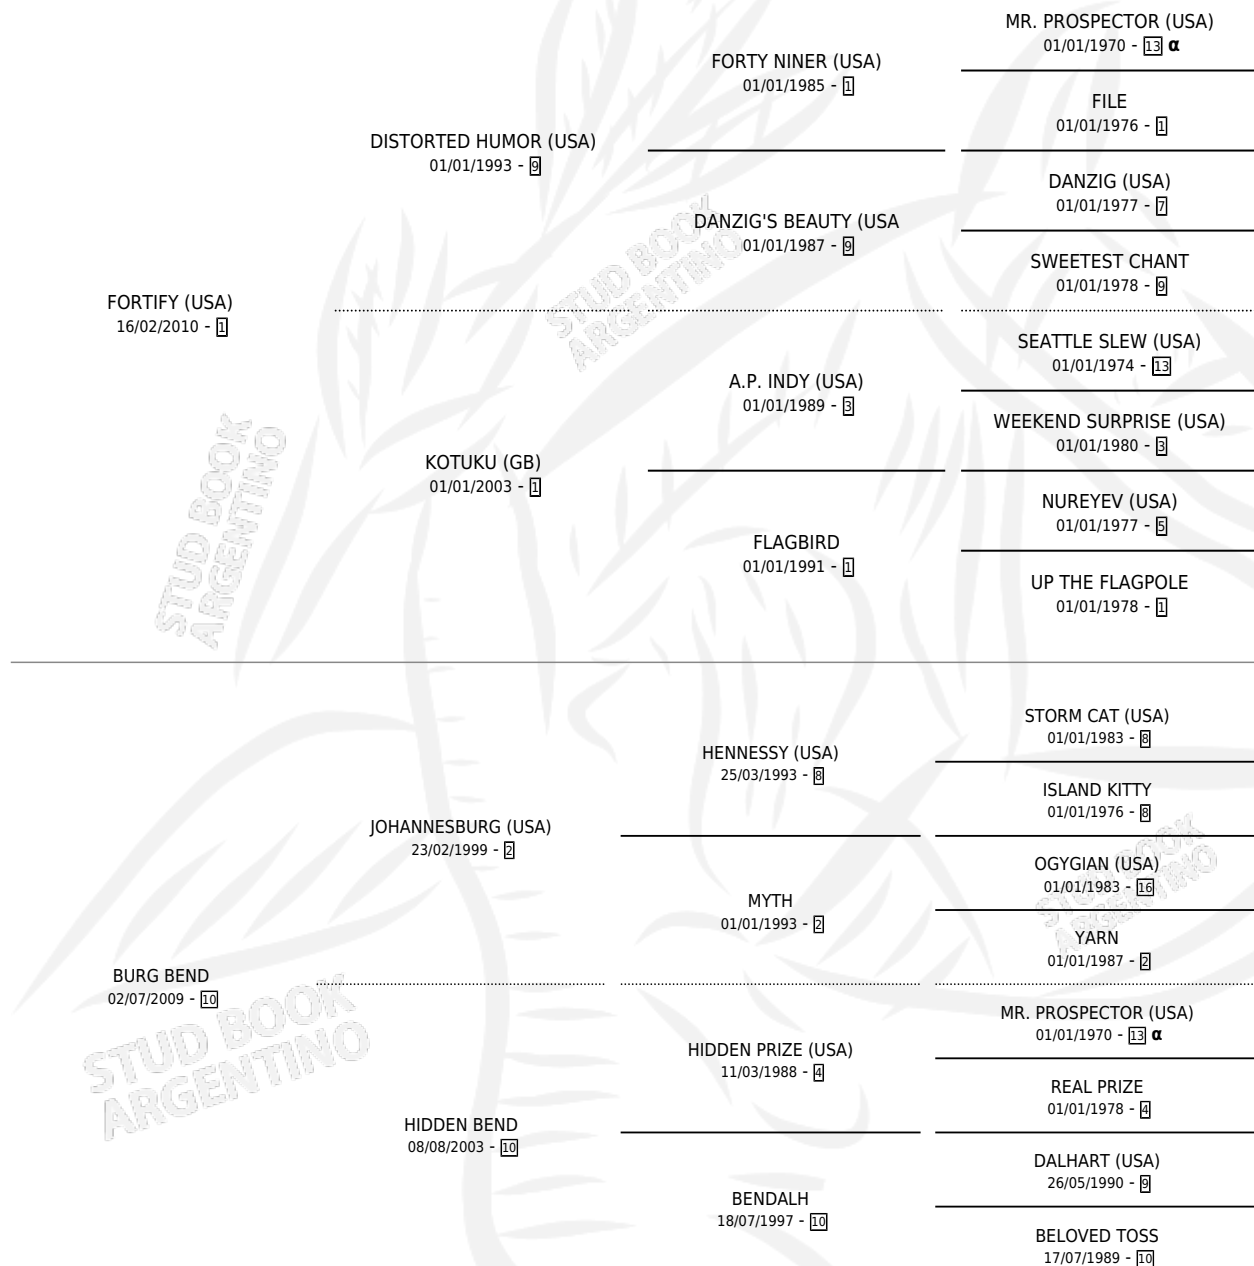 MR. PROSPECTOR (USA)
01/01/1970 - 13 α
FORTY NINER (USA)
01/01/1985 - 1
FILE
01/01/1976 - 1
DISTORTED HUMOR (USA)
01/01/1993 - 9
DANZIG (USA)
01/01/1977 - 7
DANZIG'S BEAUTY (USA
01/01/1987 - 9
SWEETEST CHANT
01/01/1978 - 9
FORTIFY (USA)
16/02/2010 - 1
SEATTLE SLEW (USA)
01/01/1974 - 13
A.P. INDY (USA)
01/01/1989 - 3
WEEKEND SURPRISE (USA)
01/01/1980 - 3
KOTUKU (GB)
01/01/2003 - 1
NUREYEV (USA)
01/01/1977 - 5
FLAGBIRD
01/01/1991 - 1
UP THE FLAGPOLE
01/01/1978 - 1
STORM CAT (USA)
01/01/1983 - 8
HENNESSY (USA)
25/03/1993 - 8
ISLAND KITTY
01/01/1976 - 8
JOHANNESBURG (USA)
23/02/1999 - 2
OGYGIAN (USA)
01/01/1983 - 16
MYTH
01/01/1993 - 2
YARN
01/01/1987 - 2
BURG BEND
02/07/2009 - 10
MR. PROSPECTOR (USA)
01/01/1970 - 13 α
HIDDEN PRIZE (USA)
11/03/1988 - 4
REAL PRIZE
01/01/1978 - 4
HIDDEN BEND
08/08/2003 - 10
DALHART (USA)
26/05/1990 - 9
BENDALH
18/07/1997 - 10
BELOVED TOSS
17/07/1989 - 10
STUD BOOK
ARGENTINO
STUD BOOK
ARGENTINO
STUD BOOK
ARGENTINO
STUD BOOK
ARGENTINO